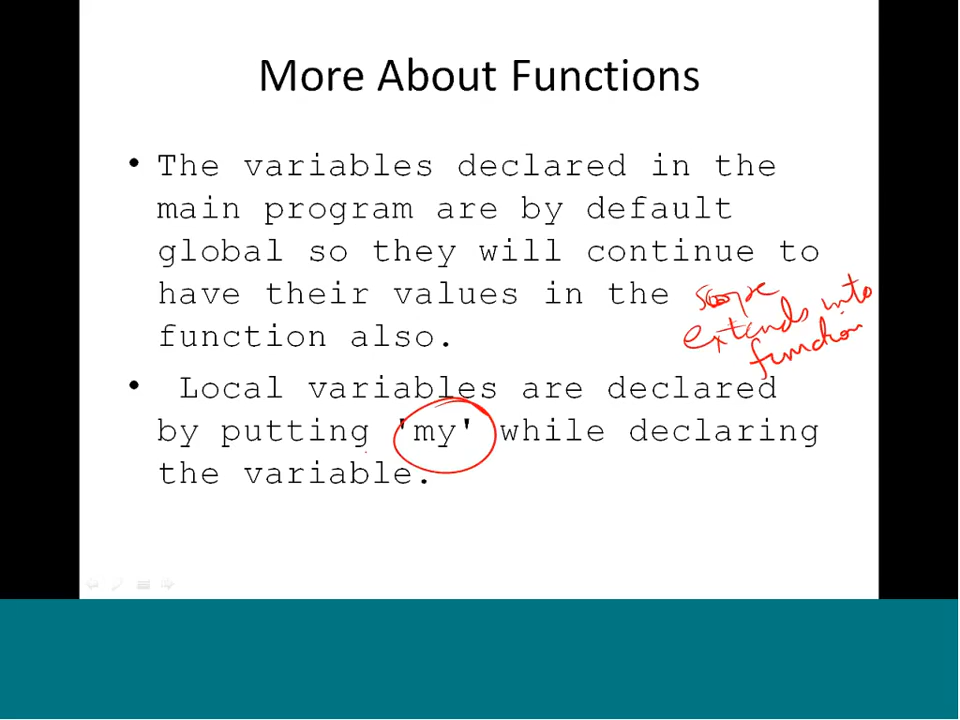 More About Functions
• The variables declared in the
main program are by default
global so they will continue to
have their values in the
function also.
scope
extends into
function
• Local variables are declared
by putting 'my' while declaring
the variable.